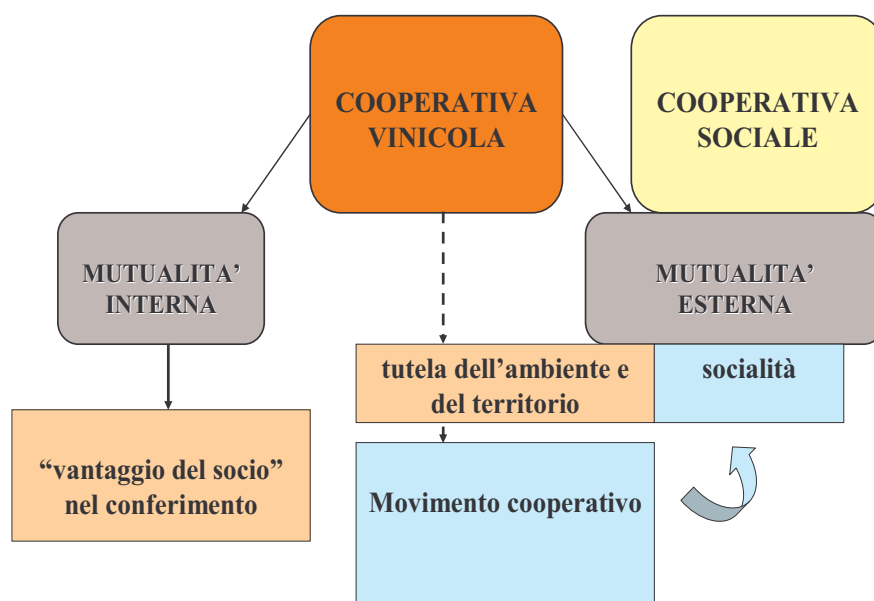 COOPERATIVA
VINICOLA
COOPERATIVA
SOCIALE
MUTUALITA’
INTERNA
MUTUALITA’
ESTERNA
tutela dell’ambiente e
del territorio
socialità
“vantaggio del socio”
nel conferimento
Movimento cooperativo